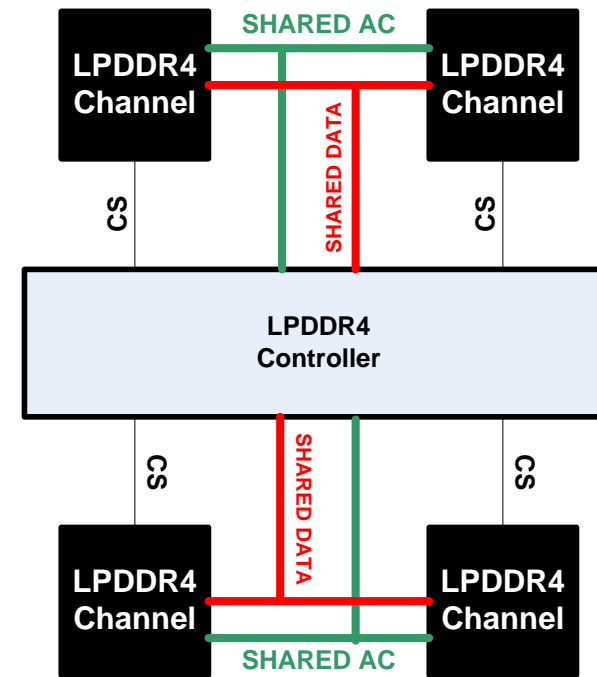 SHARED AC
LPDDR4
Channel
LPDDR4
Channel
SHARED DATA
CS
CS
LPDDR4
Controller
CS
SHARED DATA
CS
LPDDR4
Channel
LPDDR4
Channel
SHARED AC